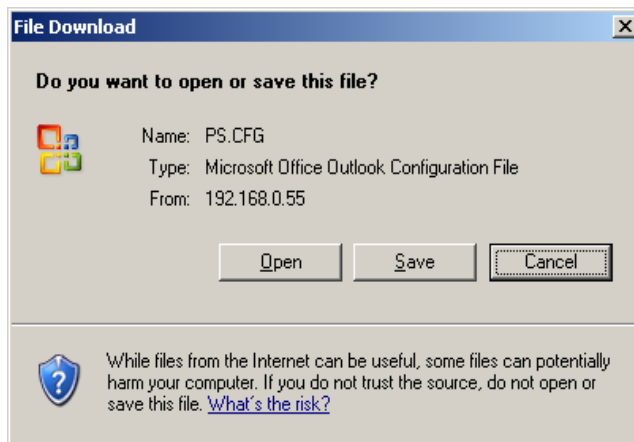 File Download
Do you want to open or save this file?
Name: PS.CFG
Type: Microsoft Office Outlook Configuration File
From: 192.168.0.55
Open Save Cancel
While files from the Internet can be useful, some files can potentially
harm your computer. If you do not trust the source, do not open or
save this file. What's the risk?